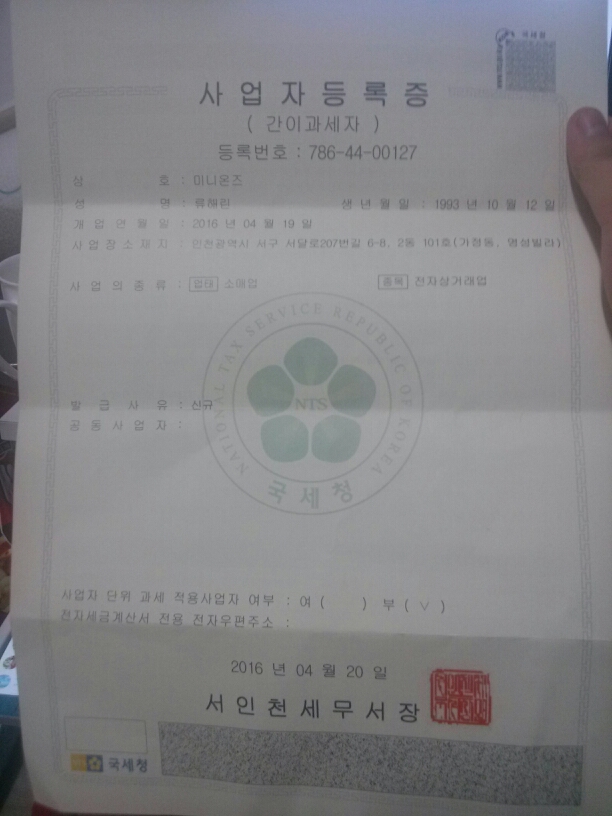 국세청
사업자등록증
( 간이과세자 )
등록번호 : 786-44-00127
상 호 : 미니온즈
성 명 : 류해린 생 년 월 일 : 1993 년 10 월 12 일
개 업 연 월 일 : 2016 년 04 월 19 일
사 업 장 소 재 지 : 인천광역시 서구 서달로207번길 6-8, 2동 101호(가정동, 명성빌라)
사 업 의 종 류 : 업태 소매업 종목 전자상거래업
NATIONAL TAX SERVICE REPUBLIC OF KOREA
NTS
국세청
발 급 사 유 : 신규
공 동 사 업 자 :
사업자 단위 과세 적용사업자 여부 : 여 ( ) 부 ( ∨ )
전자세금계산서 전용 전자우편주소 :
2016 년 04 월 20 일
서인천세무서장
국세청